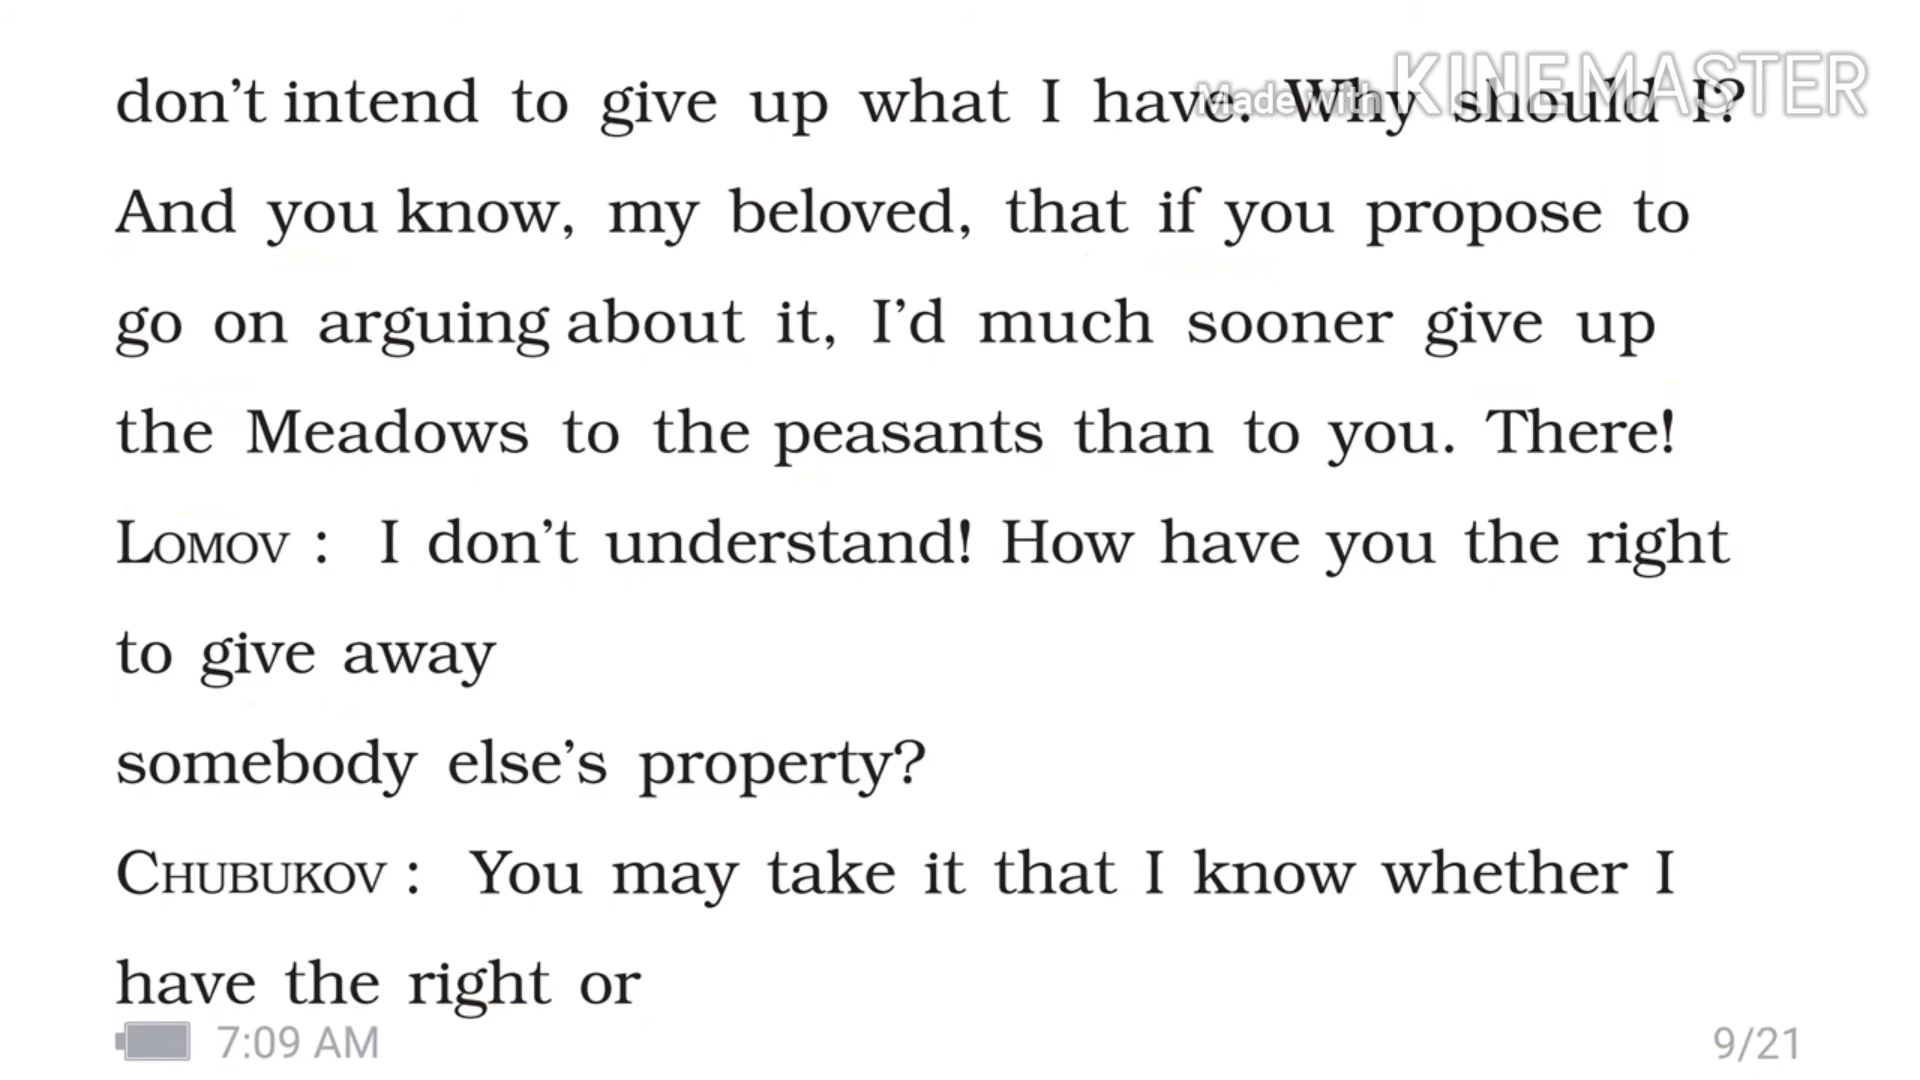 don’t intend to give up what I have. Why should I?
Made with KINEMASTER
And you know, my beloved, that if you propose to
go on arguing about it, I’d much sooner give up
the Meadows to the peasants than to you. There!
LOMOV : I don’t understand! How have you the right
to give away
somebody else’s property?
CHUBUKOV : You may take it that I know whether I
have the right or
7:09 AM
9/21